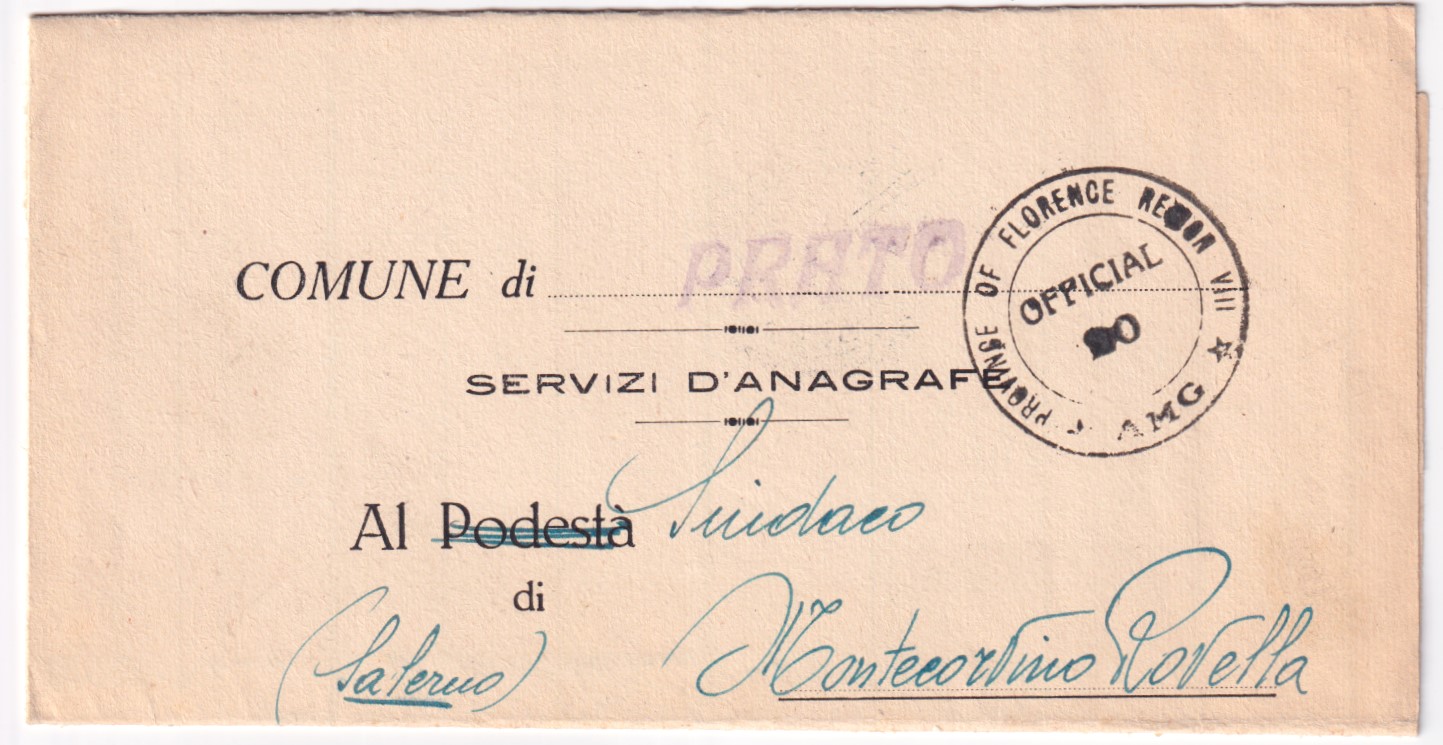 PRATO
COMUNE di
PROVINCE OF FLORENCE REGION VIII ☆ AMG
OFFICIAL
SERVIZI D'ANAGRAFE
Al Podestà Sindaco
di
(Salerno) Montecorvino Rovella